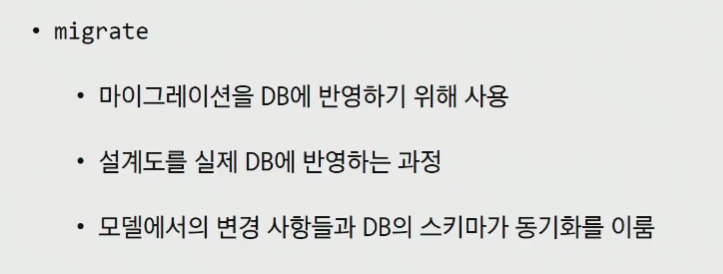 • migrate
• 마이그레이션을 DB에 반영하기 위해 사용
• 설계도를 실제 DB에 반영하는 과정
• 모델에서의 변경 사항들과 DB의 스키마가 동기화를 이룸